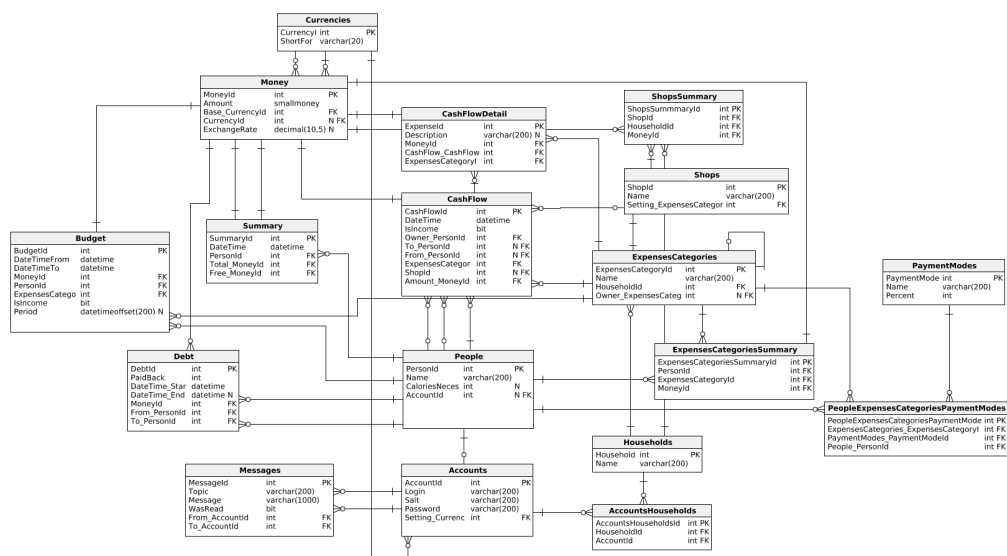 Currencies
CurrencyI int PK
ShortFor varchar(20)
Money
MoneyId int PK
Amount smallmoney
Base_CurrencyId int FK
CurrencyId int N FK
ExchangeRate decimal(10,5) N
CashFlowDetail
ExpenseId int PK
Description varchar(200) N
MoneyId int FK
CashFlow_CashFlow int FK
ExpensesCategoryI int FK
ShopsSummary
ShopsSummmaryId int PK
ShopId int FK
HouseholdId int FK
MoneyId int FK
Shops
ShopId int PK
Name varchar(200)
Setting_ExpensesCategor int FK
CashFlow
CashFlowId int PK
DateTime datetime
IsIncome bit
Owner_PersonId int FK
To_PersonId int N FK
From_PersonId int N FK
ExpensesCategor int FK
ShopId int N FK
Amount_MoneyId int FK
Summary
SummaryId int PK
DateTime datetime
PersonId int FK
Total_MoneyId int FK
Free_MoneyId int FK
Budget
BudgetId int PK
DateTimeFrom datetime
DateTimeTo datetime
MoneyId int FK
PersonId int FK
ExpensesCatego int FK
IsIncome bit
Period datetimeoffset(200) N
ExpensesCategories
ExpensesCategoryId int PK
Name varchar(200)
HouseholdId int FK
Owner_ExpensesCateg int N FK
PaymentModes
PaymentMode int PK
Name varchar(200)
Percent int
Debt
DebtId int PK
PaidBack int
DateTime_Star datetime
DateTime_End datetime N
MoneyId int FK
From_PersonId int FK
To_PersonId int FK
People
PersonId int PK
Name varchar(200)
CaloriesNeces int N
AccountId int N FK
ExpensesCategoriesSummary
ExpensesCategoriesSummaryId int PK
PersonId int FK
ExpensesCategoryId int FK
MoneyId int FK
PeopleExpensesCategoriesPaymentModes
PeopleExpensesCategoriesPaymentMode int PK
ExpensesCategories_ExpensesCategoryI int FK
PaymentModes_PaymentModeId int FK
People_PersonId int FK
Households
Household int PK
Name varchar(200)
Messages
MessageId int PK
Topic varchar(200)
Message varchar(1000)
WasRead bit
From_AccountId int FK
To_AccountId int FK
Accounts
AccountId int PK
Login varchar(200)
Salt varchar(200)
Password varchar(200)
Setting_Currenc int FK
AccountsHouseholds
AccountsHouseholdsId int PK
HouseholdId int FK
AccountId int FK